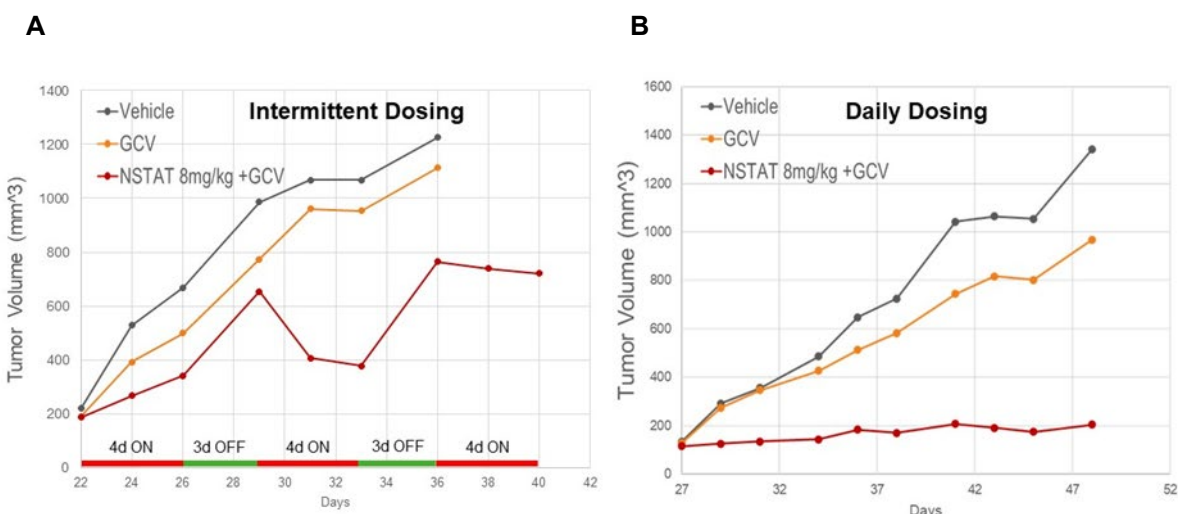 A
B
Intermittent Dosing
Vehicle
GCV
NSTAT 8mg/kg +GCV
Tumor Volume (mm^3)
1400
1200
1000
800
600
400
200
0
4d ON
3d OFF
4d ON
3d OFF
4d ON
22 24 26 28 30 32 34 36 38 40 42
Days
Daily Dosing
Vehicle
GCV
NSTAT 8mg/kg +GCV
Tumor Volume (mm^3)
1600
1400
1200
1000
800
600
400
200
0
27 32 37 42 47 52
Days